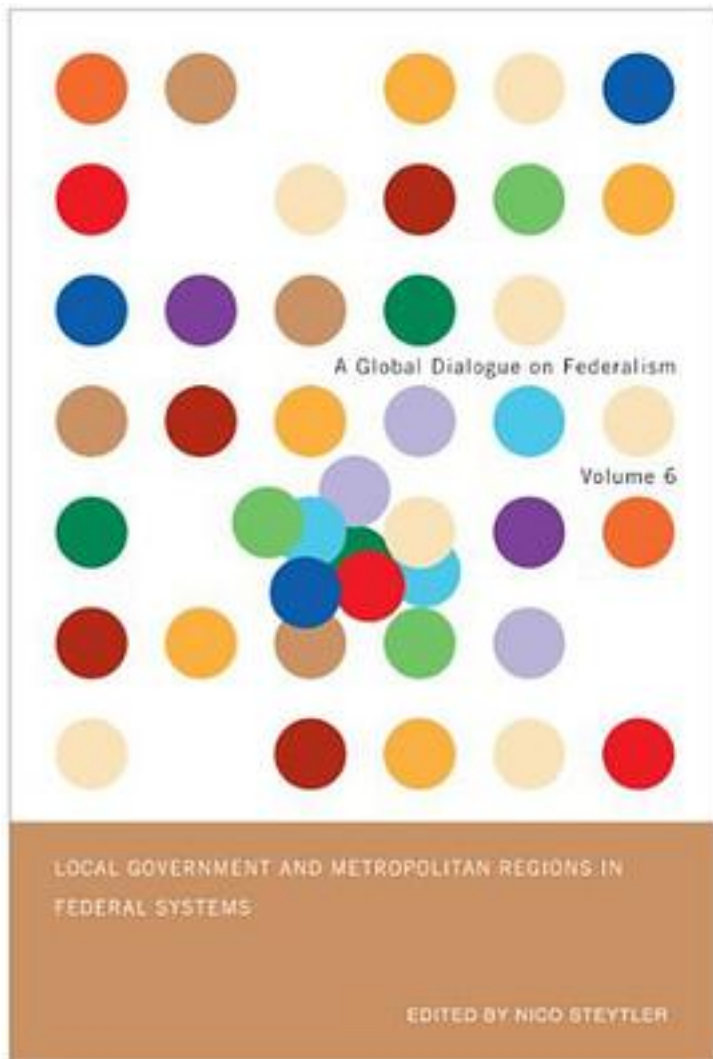 A Global Dialogue on Federalism
Volume 6
LOCAL GOVERNMENT AND METROPOLITAN REGIONS IN
FEDERAL SYSTEMS
EDITED BY NICO STEYTLER